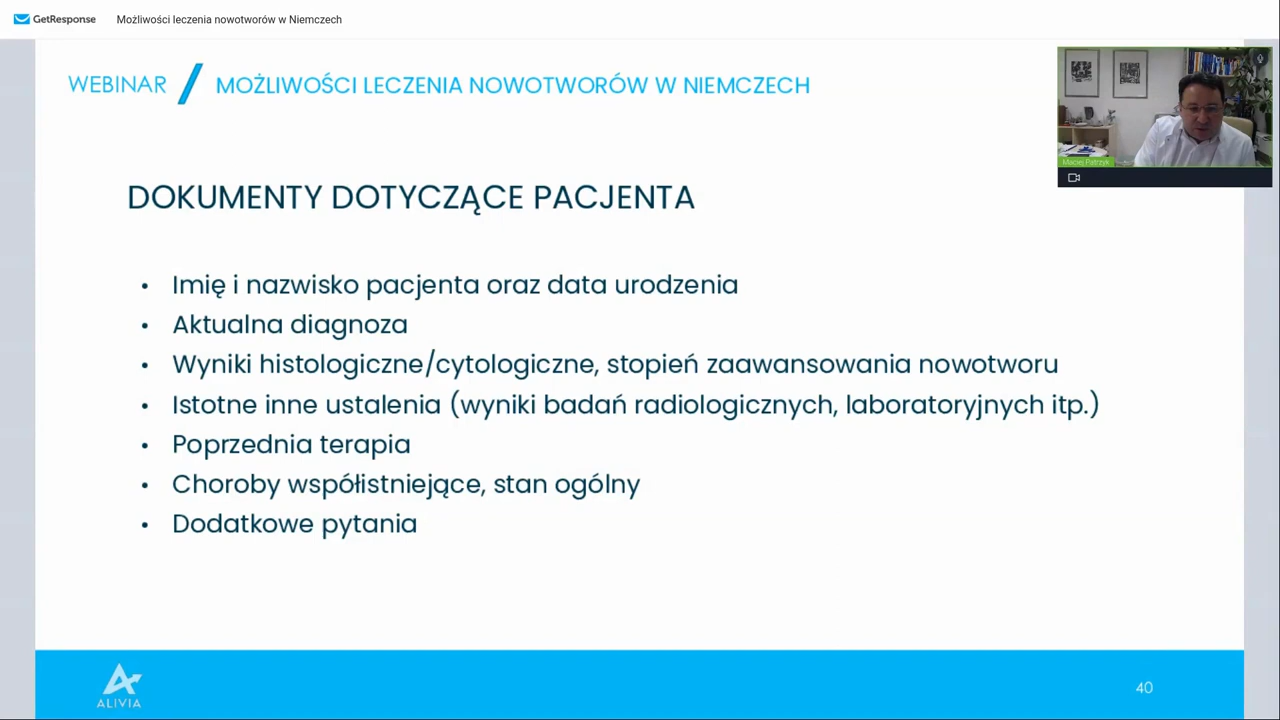 GetResponse
Możliwości leczenia nowotworów w Niemczech
WEBINAR / MOŻLIWOŚCI LECZENIA NOWOTWORÓW W NIEMCZECH
Maciej Patrzyk
DOKUMENTY DOTYCZĄCE PACJENTA
• Imię i nazwisko pacjenta oraz data urodzenia
• Aktualna diagnoza
• Wyniki histologiczne/cytologiczne, stopień zaawansowania nowotworu
• Istotne inne ustalenia (wyniki badań radiologicznych, laboratoryjnych itp.)
• Poprzednia terapia
• Choroby współistniejące, stan ogólny
• Dodatkowe pytania
ALIVIA
40